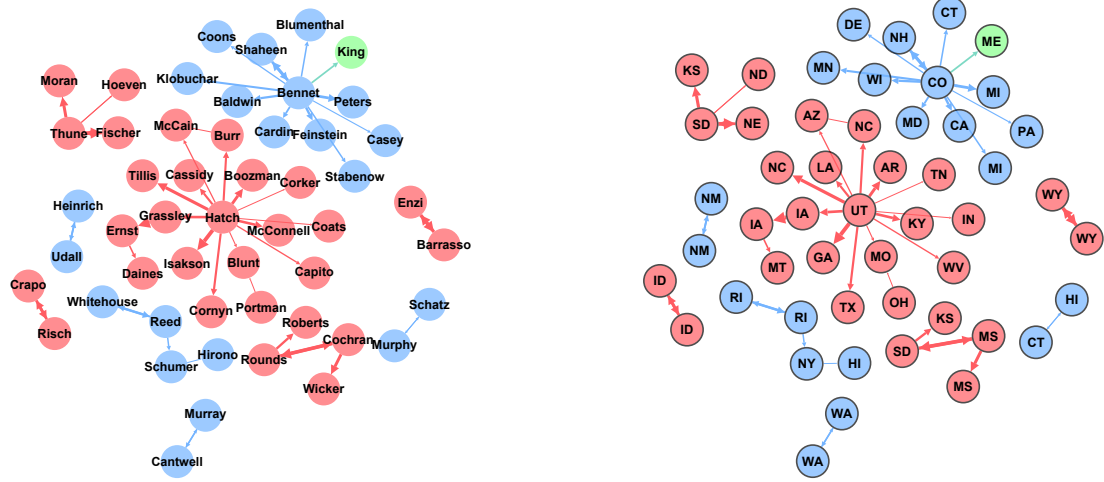 Blumenthal
Coons
Shaheen
King
Moran
Hoeven
Klobuchar
Bennet
Baldwin
Peters
Thune
Fischer
McCain
Burr
Cardin
Feinstein
Casey
Tillis
Cassidy
Boozman
Corker
Stabenow
Heinrich
Grassley
Hatch
Enzi
Ernst
McConnell
Coats
Barrasso
Udall
Isakson
Blunt
Daines
Capito
Crapo
Whitehouse
Cornyn
Portman
Schatz
Risch
Reed
Roberts
Cochran
Murphy
Schumer
Hirono
Rounds
Wicker
Murray
Cantwell
CT
DE
NH
ME
KS
ND
MN
WI
CO
MI
SD
NE
AZ
NC
MD
CA
PA
NC
LA
AR
TN
MI
NM
IA
IA
UT
KY
IN
WY
WY
NM
MT
GA
MO
WV
ID
RI
TX
OH
HI
ID
RI
KS
MS
CT
NY
HI
SD
MS
WA
WA